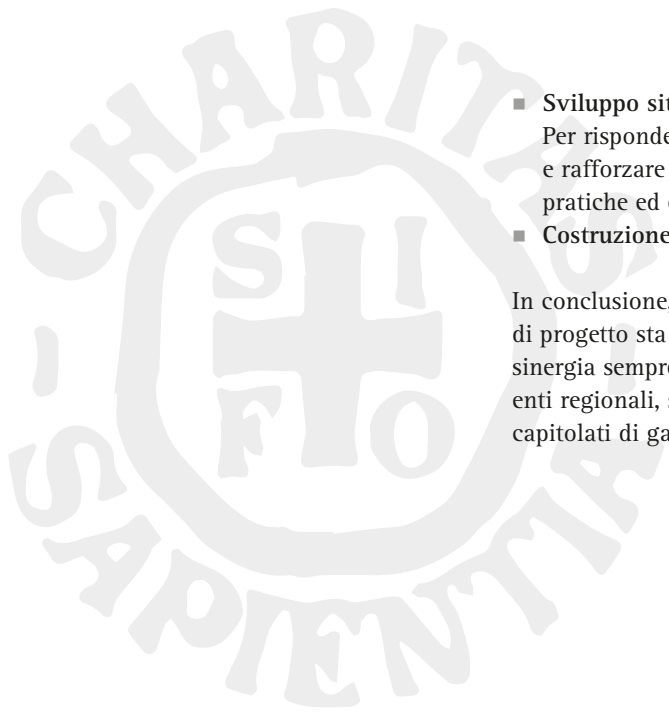 CHARITAS
SAPIENTIA
S I
F O
■ Sviluppo sit
Per risponde
e rafforzare
pratiche ed
■ Costruzione
In conclusione,
di progetto sta
sinergia sempre
enti regionali,
capitolati di ga